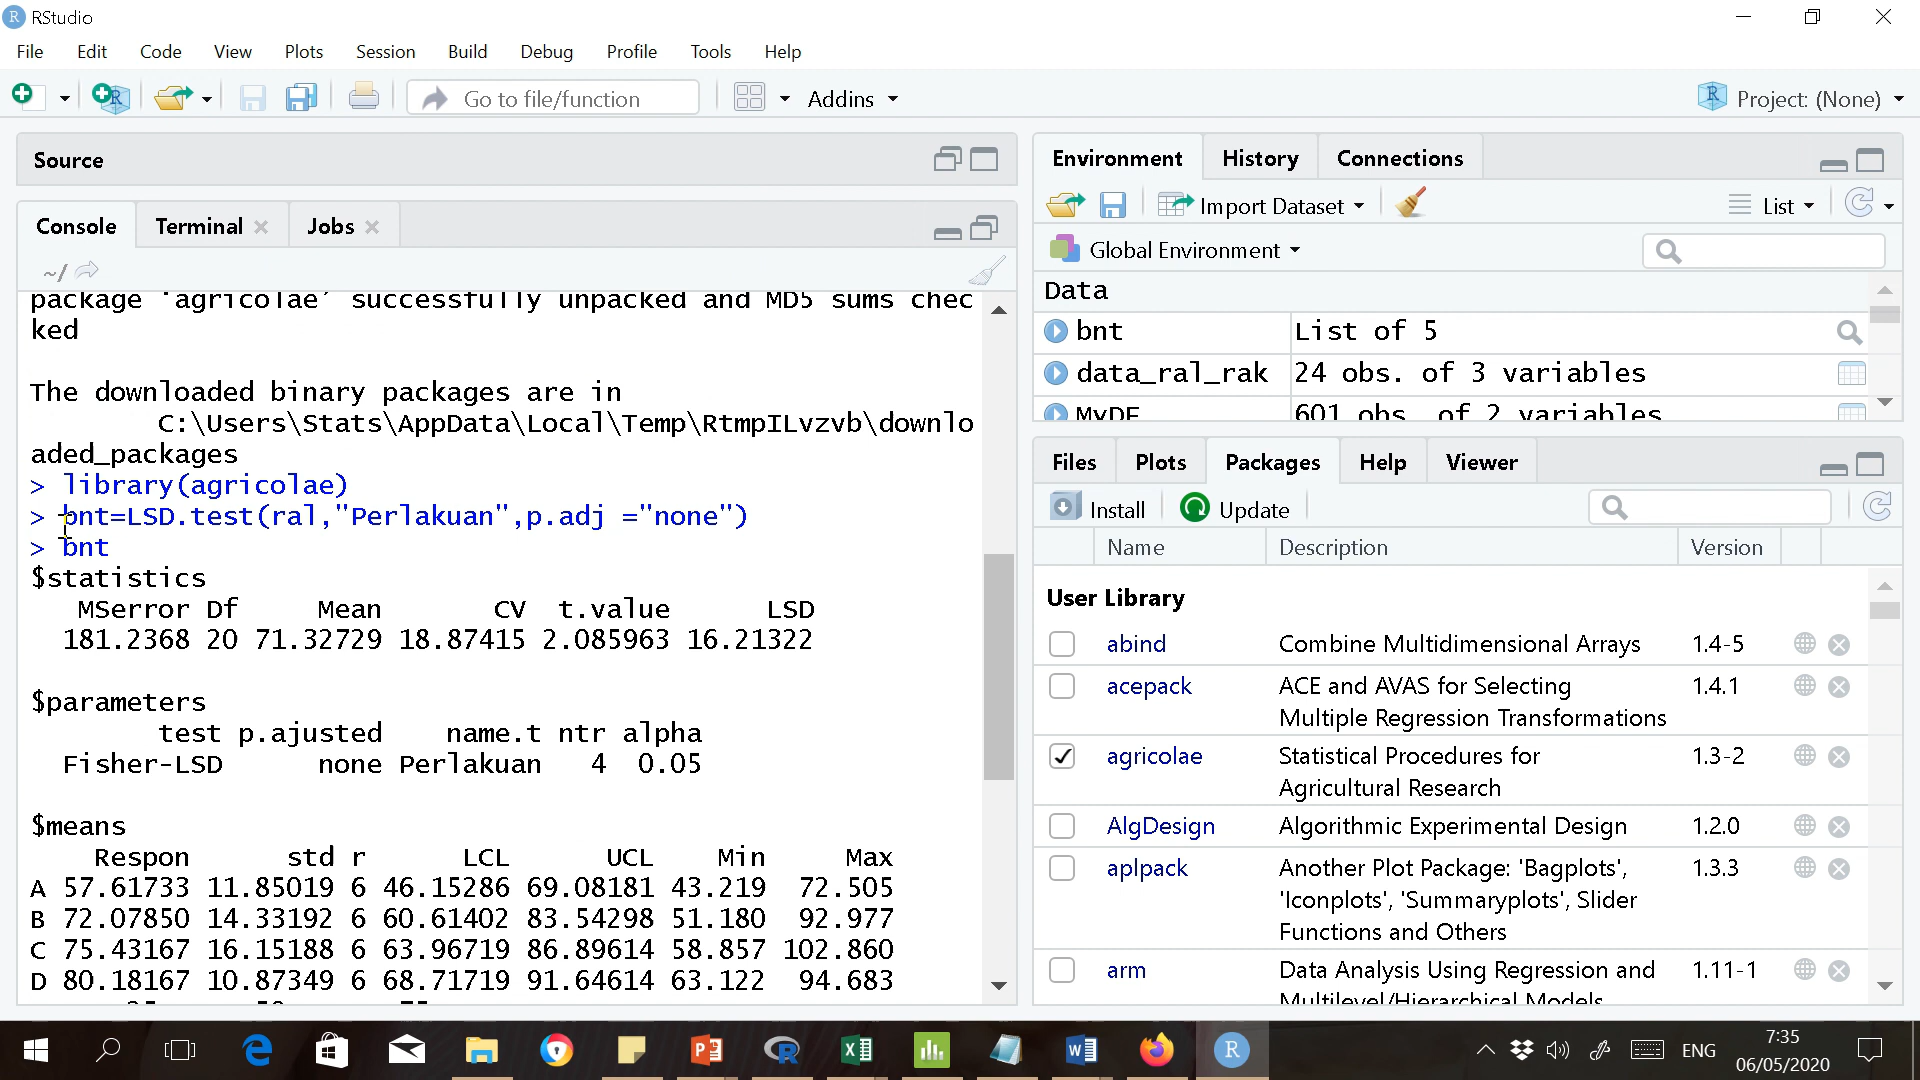 RStudio
File Edit Code View Plots Session Build Debug Profile Tools Help
Go to file/function Addins Project: (None)
Source
Console Terminal Jobs
~/
package ‘agricolae’ successfully unpacked and MD5 sums chec
ked
The downloaded binary packages are in
C:\Users\Stats\AppData\Local\Temp\RtmpILvzvb\downlo
aded_packages
> library(agricolae)
> bnt=LSD.test(ral,"Perlakuan",p.adj ="none")
> bnt
$statistics
MSerror Df Mean CV t.value LSD
181.2368 20 71.32729 18.87415 2.085963 16.21322
$parameters
test p.ajusted name.t ntr alpha
Fisher-LSD none Perlakuan 4 0.05
$means
Respon std r LCL UCL Min Max
A 57.61733 11.85019 6 46.15286 69.08181 43.219 72.505
B 72.07850 14.33192 6 60.61402 83.54298 51.180 92.977
C 75.43167 16.15188 6 63.96719 86.89614 58.857 102.860
D 80.18167 10.87349 6 68.71719 91.64614 63.122 94.683
Environment History Connections
Import Dataset List
Global Environment
Data
bnt List of 5
data_ral_rak 24 obs. of 3 variables
MyDF 601 obs. of 2 variables
Files Plots Packages Help Viewer
Install Update
Name Description Version
User Library
abind Combine Multidimensional Arrays 1.4-5
acepack ACE and AVAS for Selecting 1.4.1
Multiple Regression Transformations
agricolae Statistical Procedures for 1.3-2
Agricultural Research
AlgDesign Algorithmic Experimental Design 1.2.0
aplpack Another Plot Package: 'Bagplots', 1.3.3
'Iconplots', 'Summaryplots', Slider
Functions and Others
arm Data Analysis Using Regression and 1.11-1
Multilevel/Hierarchical Models
ENG
7:35
06/05/2020